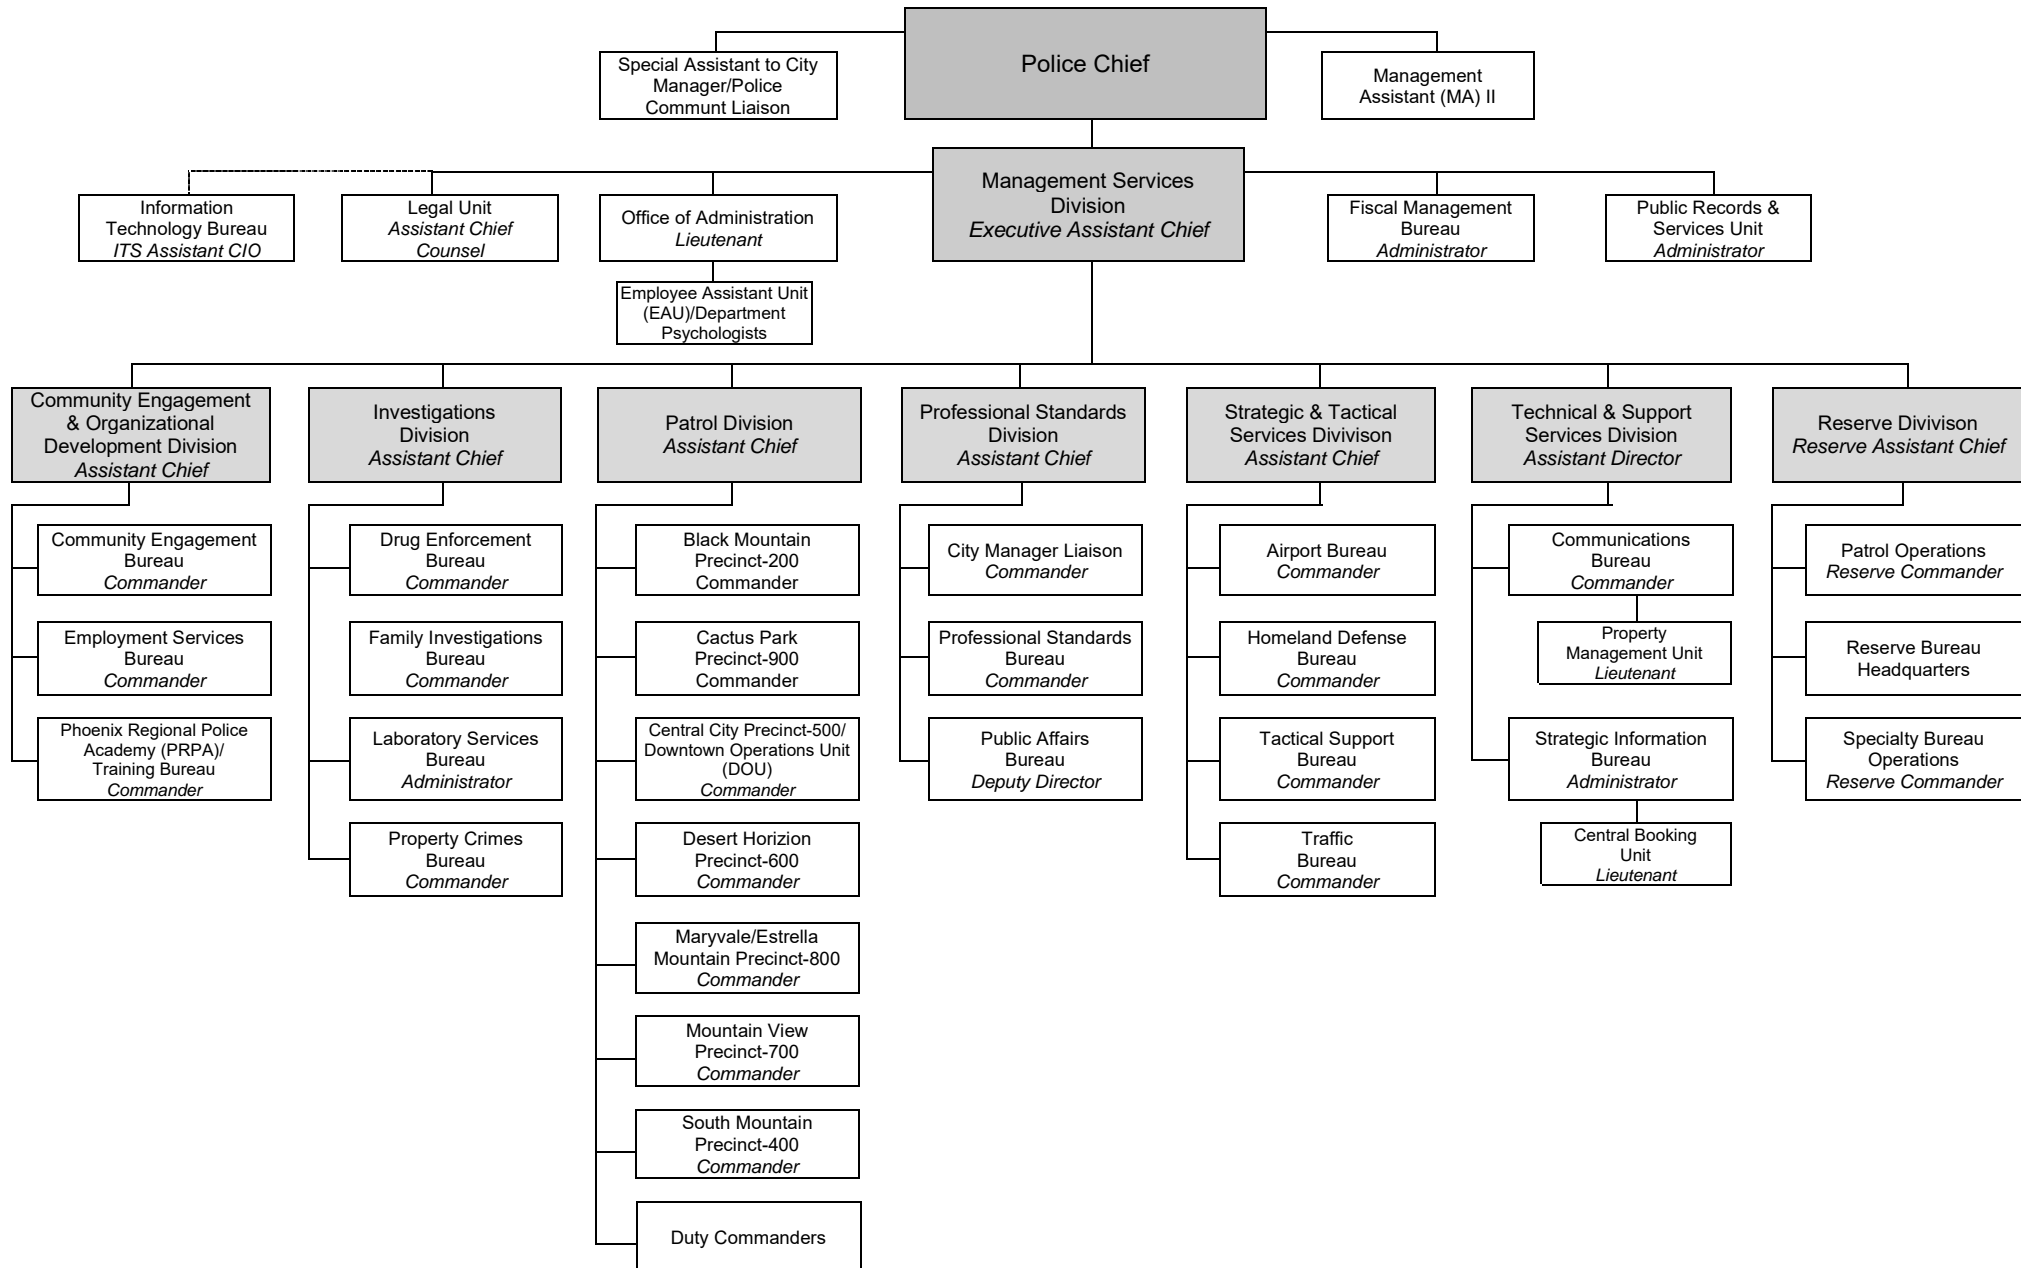 Police Chief
Special Assistant to City
Manager/Police
Communt Liaison
Management
Assistant (MA) II
Management Services
Division
Executive Assistant Chief
Information
Technology Bureau
ITS Assistant CIO
Legal Unit
Assistant Chief
Counsel
Office of Administration
Lieutenant
Fiscal Management
Bureau
Administrator
Public Records &
Services Unit
Administrator
Employee Assistant Unit
(EAU)/Department
Psychologists
Community Engagement
& Organizational
Development Division
Assistant Chief
Investigations
Division
Assistant Chief
Patrol Division
Assistant Chief
Professional Standards
Division
Assistant Chief
Strategic & Tactical
Services Divivison
Assistant Chief
Technical & Support
Services Division
Assistant Director
Reserve Divivison
Reserve Assistant Chief
Community Engagement
Bureau
Commander
Employment Services
Bureau
Commander
Phoenix Regional Police
Academy (PRPA)/
Training Bureau
Commander
Drug Enforcement
Bureau
Commander
Family Investigations
Bureau
Commander
Laboratory Services
Bureau
Administrator
Property Crimes
Bureau
Commander
Black Mountain
Precinct-200
Commander
Cactus Park
Precinct-900
Commander
Central City Precinct-500/
Downtown Operations Unit
(DOU)
Commander
Desert Horizion
Precinct-600
Commander
Maryvale/Estrella
Mountain Precinct-800
Commander
Mountain View
Precinct-700
Commander
South Mountain
Precinct-400
Commander
Duty Commanders
City Manager Liaison
Commander
Professional Standards
Bureau
Commander
Public Affairs
Bureau
Deputy Director
Airport Bureau
Commander
Homeland Defense
Bureau
Commander
Tactical Support
Bureau
Commander
Traffic
Bureau
Commander
Communications
Bureau
Commander
Property
Management Unit
Lieutenant
Strategic Information
Bureau
Administrator
Central Booking
Unit
Lieutenant
Patrol Operations
Reserve Commander
Reserve Bureau
Headquarters
Specialty Bureau
Operations
Reserve Commander